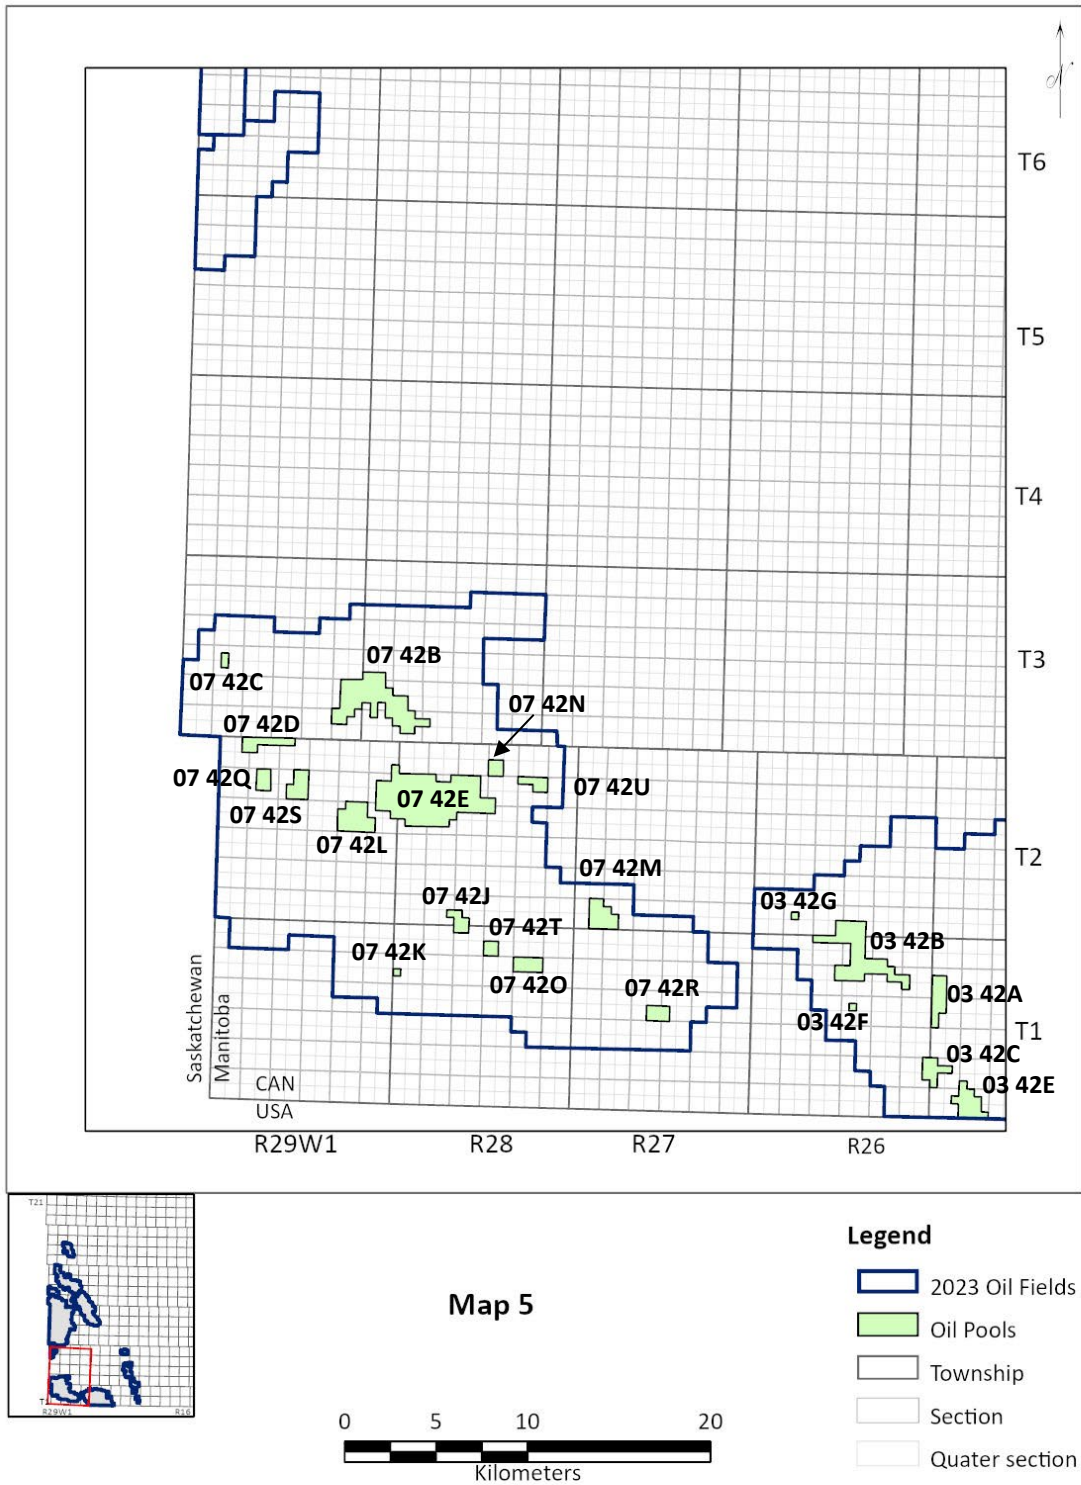 T6
T5
T4
T3
07 42B
07 42C
07 42N
07 42D
07 42Q
07 42E
07 42U
07 42S
07 42L
T2
07 42M
07 42J
03 42G
07 42T
03 42B
07 42K
07 42O
07 42R
03 42A
03 42F
T1
03 42C
03 42E
Saskatchewan
Manitoba
CAN
USA
R29W1
R28
R27
R26
T21
R29W1
R16
Map 5
Legend
2023 Oil Fields
Oil Pools
Township
Section
Quater section
0 5 10 20
Kilometers